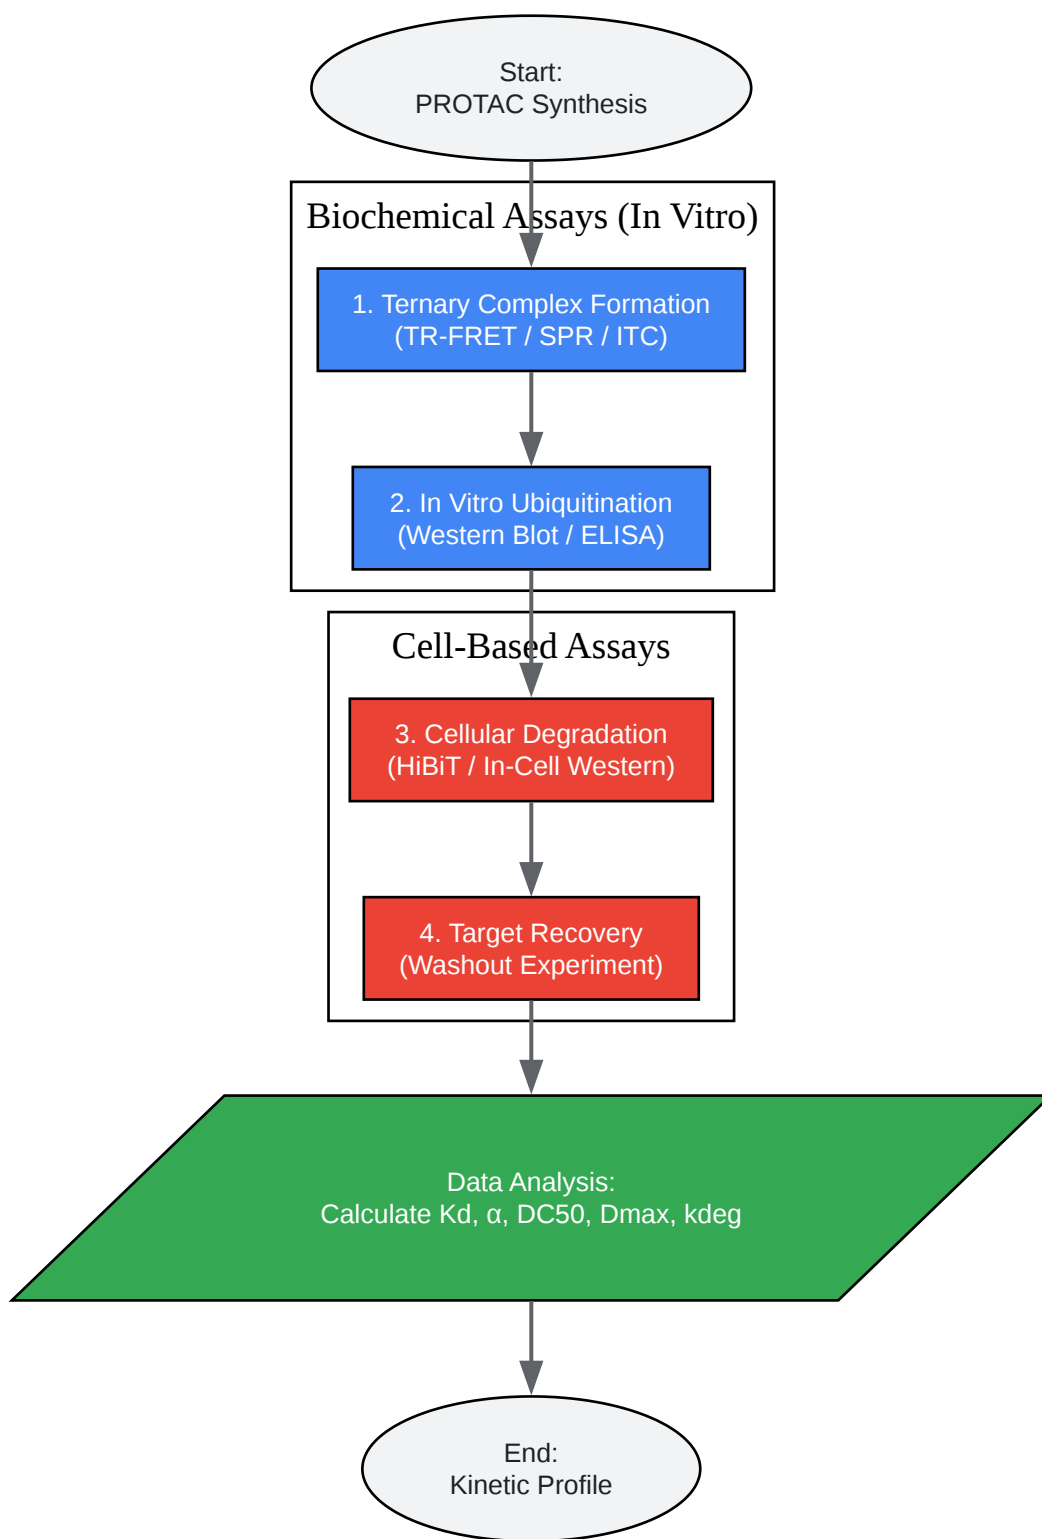 Start:
PROTAC Synthesis
Biochemical Assays (In Vitro)
1. Ternary Complex Formation
(TR-FRET / SPR / ITC)
2. In Vitro Ubiquitination
(Western Blot / ELISA)
Cell-Based Assays
3. Cellular Degradation
(HiBiT / In-Cell Western)
4. Target Recovery
(Washout Experiment)
Data Analysis:
Calculate Kd, α, DC50, Dmax, kdeg
End:
Kinetic Profile